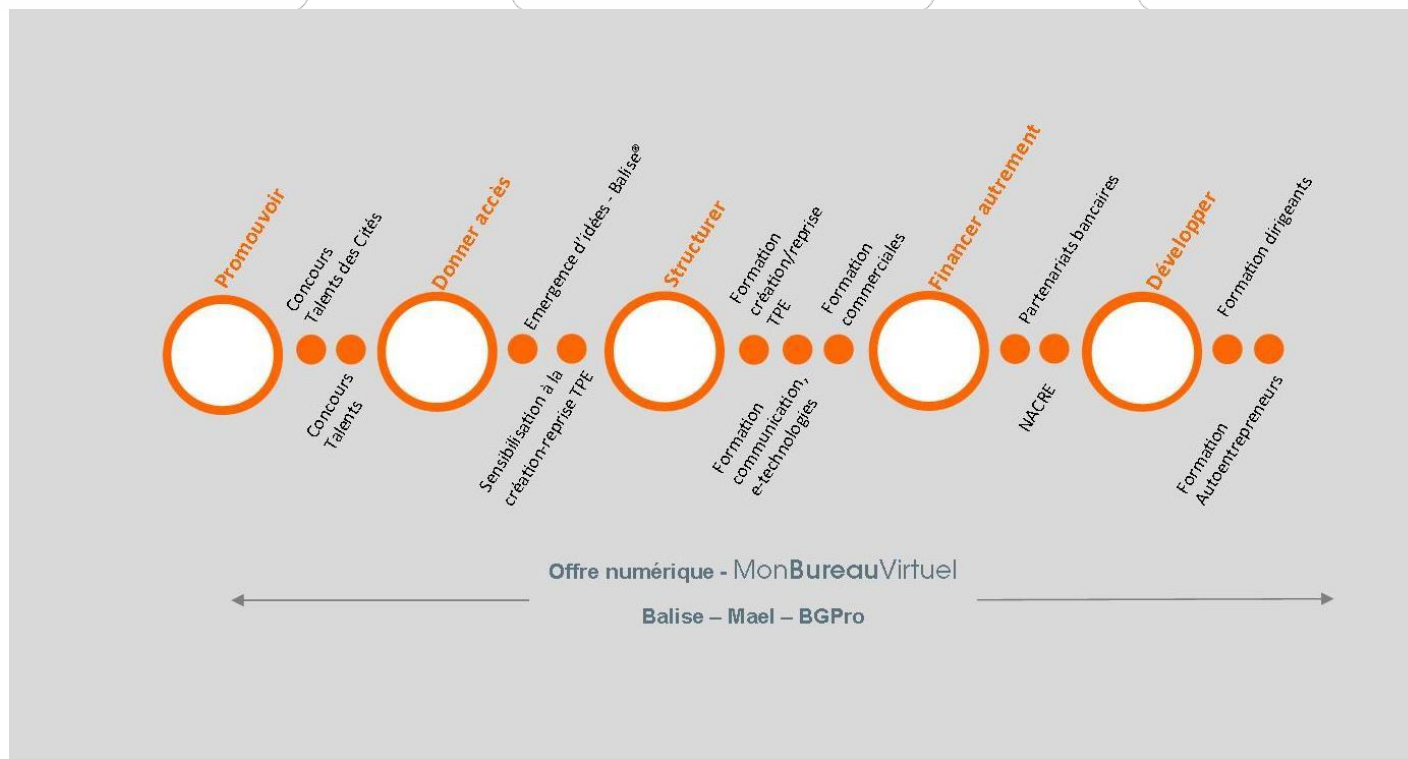 Promouvoir
Concours
Talents des Cités
Concours
Talents
Donner accès
Emergence d'idées - Balise®
Sensibilisation à la
création-reprise TPE
Structurer
Formation
création/reprise
TPE
Formation
communication,
e-technologies
Formation
commerciales
Financer autrement
Partenariats bancaires
NACRE
Développer
Formation dirigeants
Formation
Autoentrepreneurs
Offre numérique - MonBureauVirtuel
Balise – Mael – BGPro